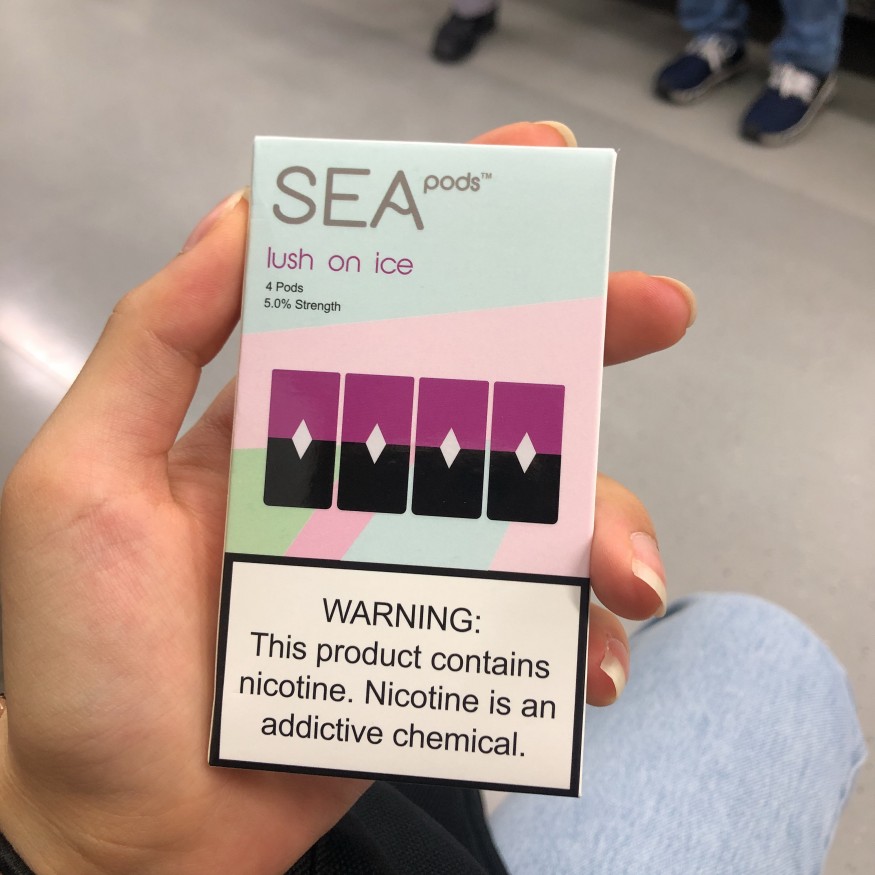 SEA pods™
lush on ice
4 Pods
5.0% Strength
WARNING:
This product contains
nicotine. Nicotine is an
addictive chemical.